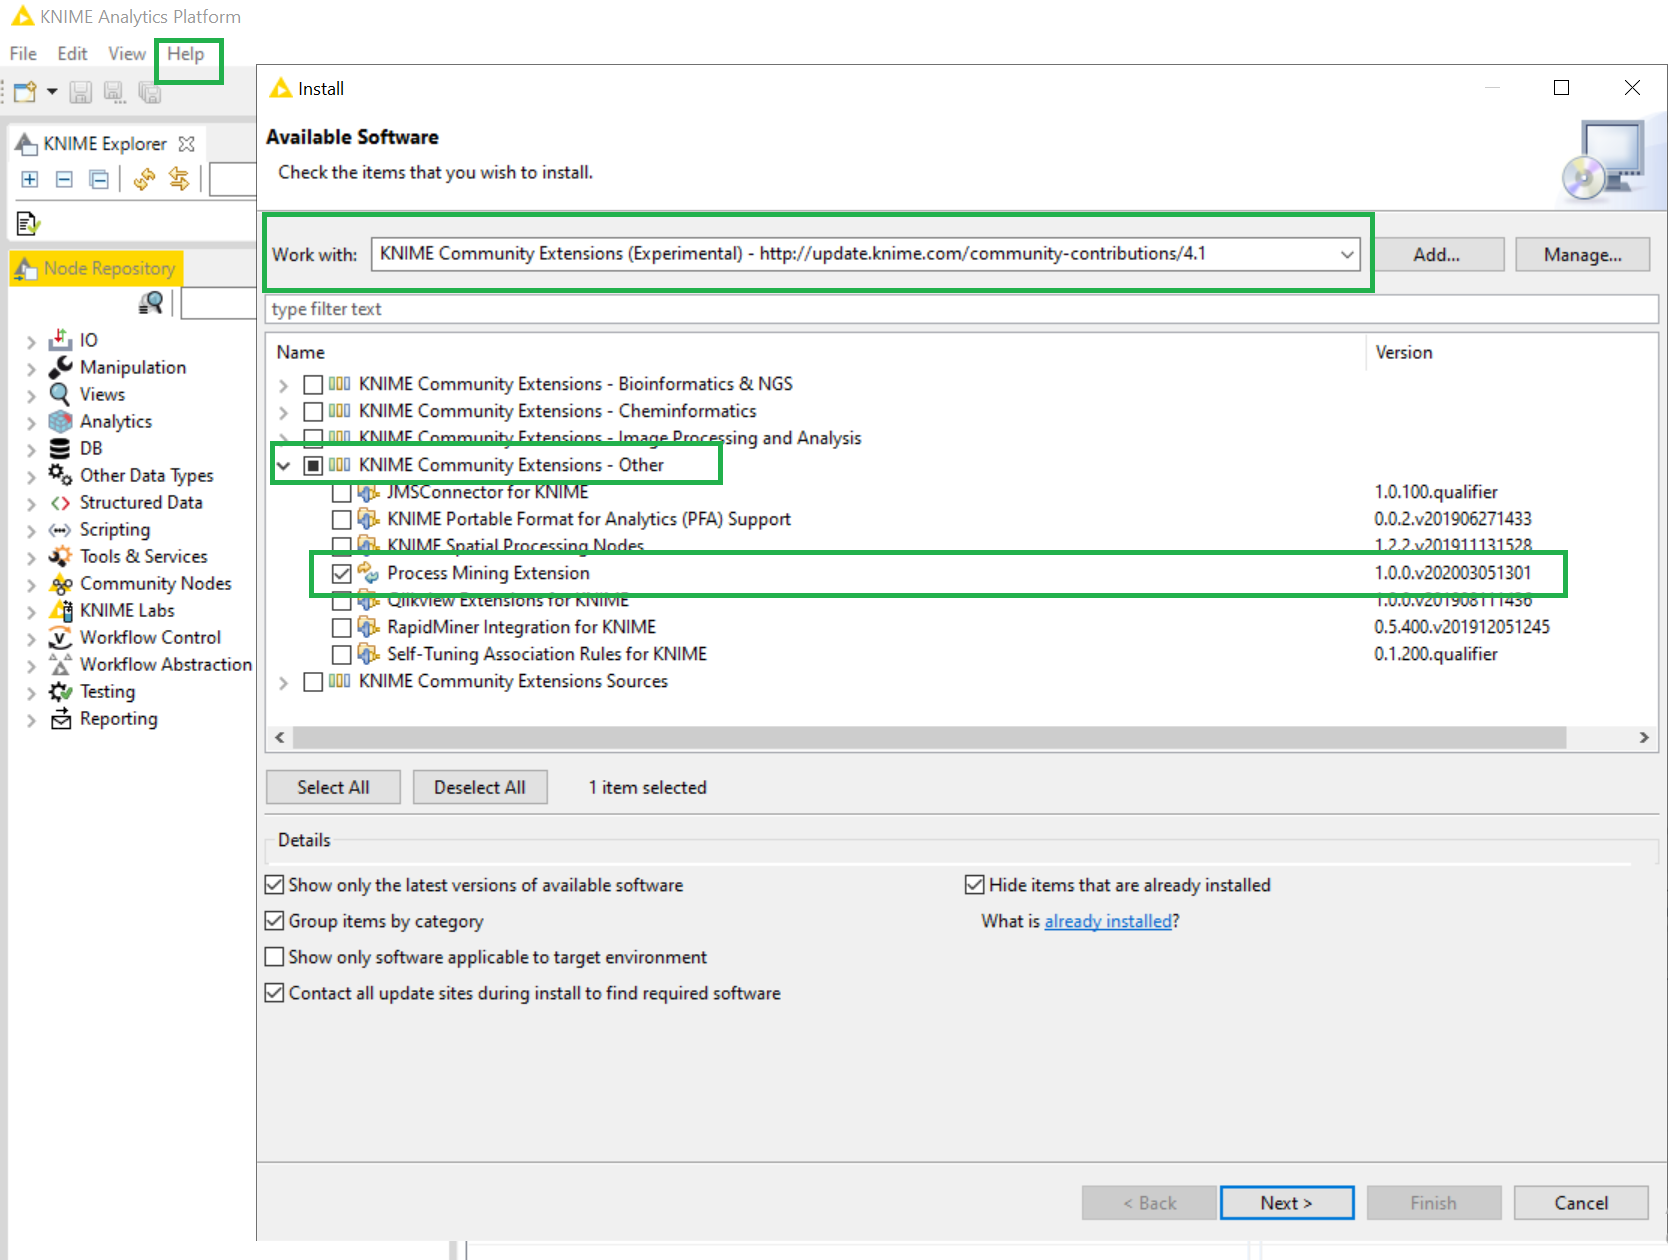 KNIME Analytics Platform
File Edit View Help
Install
Available Software
Check the items that you wish to install.
KNIME Explorer
Work with: KNIME Community Extensions (Experimental) - http://update.knime.com/community-contributions/4.1 Add... Manage...
Node Repository
type filter text
Name Version
IO
Manipulation
Views
Analytics
DB
Other Data Types
Structured Data
Scripting
Tools & Services
Community Nodes
KNIME Labs
Workflow Control
Workflow Abstraction
Testing
Reporting
KNIME Community Extensions - Bioinformatics & NGS
KNIME Community Extensions - Cheminformatics
KNIME Community Extensions - Image Processing and Analysis
KNIME Community Extensions - Other
JMSConnector for KNIME 1.0.100.qualifier
KNIME Portable Format for Analytics (PFA) Support 0.0.2.v201906271433
KNIME Spatial Processing Nodes 1.2.2.v201911131528
Process Mining Extension 1.0.0.v202003051301
Qlikview Extensions for KNIME 1.0.0.v201908111436
RapidMiner Integration for KNIME 0.5.400.v201912051245
Self-Tuning Association Rules for KNIME 0.1.200.qualifier
KNIME Community Extensions Sources
Select All Deselect All 1 item selected
Details
Show only the latest versions of available software Hide items that are already installed
Group items by category What is already installed?
Show only software applicable to target environment
Contact all update sites during install to find required software
< Back Next > Finish Cancel